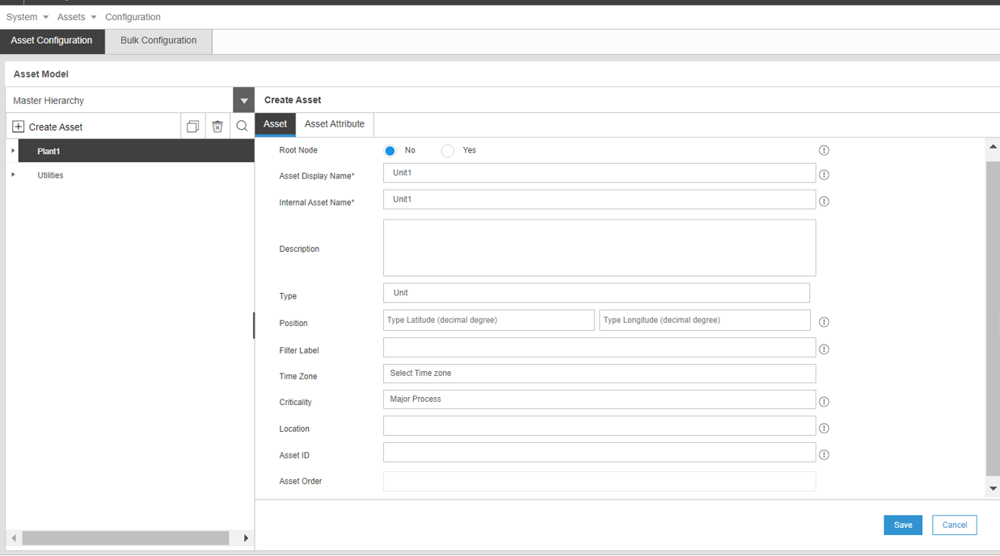 System Assets Configuration
Asset Configuration Bulk Configuration
Asset Model
Master Hierarchy
Create Asset
Plant1
Utilities
Create Asset
Asset Asset Attribute
Root Node No Yes
Asset Display Name* Unit1
Internal Asset Name* Unit1
Description
Type Unit
Position Type Latitude (decimal degree) Type Longitude (decimal degree)
Filter Label
Time Zone Select Time zone
Criticality Major Process
Location
Asset ID
Asset Order
Save Cancel